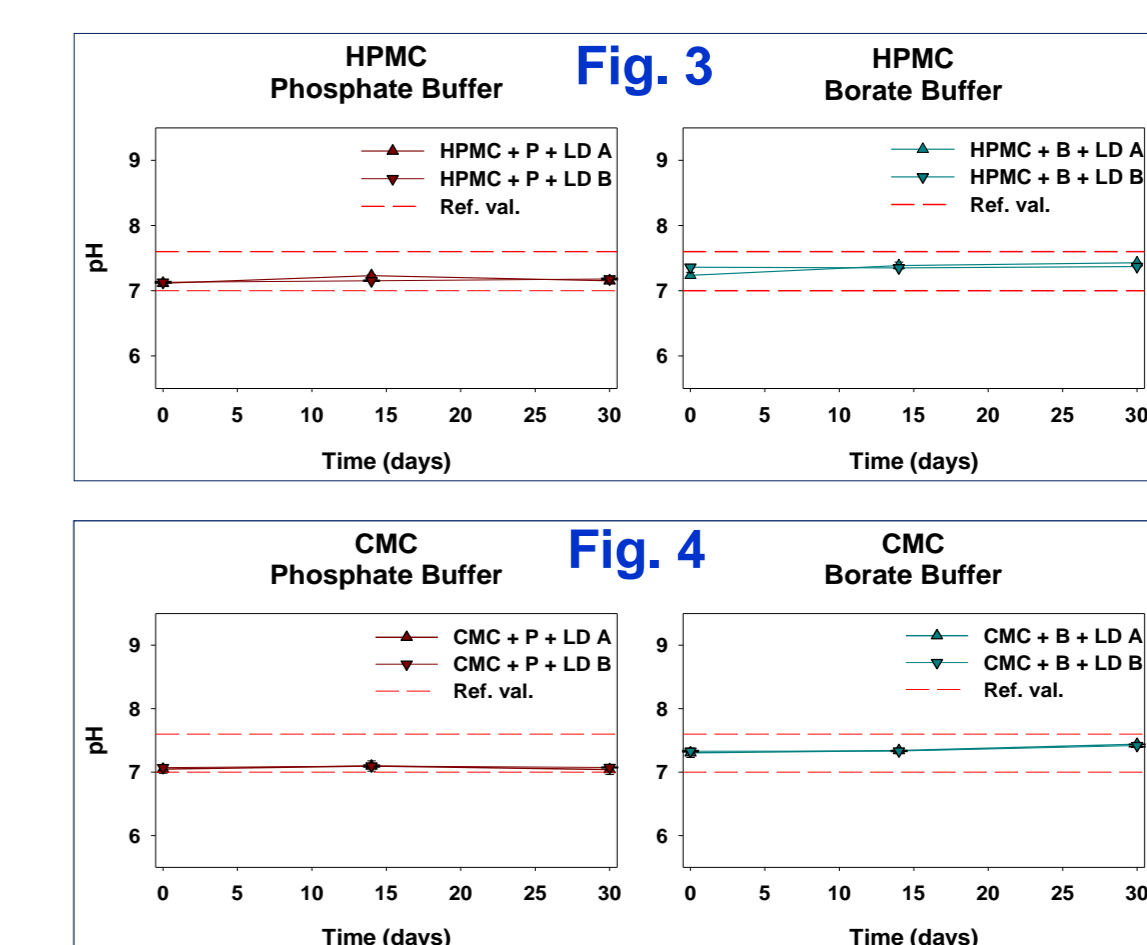 Fig. 3
HPMC
Phosphate Buffer
HPMC + P + LD A
HPMC + P + LD B
Ref. val.
pH
9
8
7
6
0 5 10 15 20 25 30
Time (days)
HPMC
Borate Buffer
HPMC + B + LD A
HPMC + B + LD B
Ref. val.
9
8
7
6
0 5 10 15 20 25 30
Time (days)
Fig. 4
CMC
Phosphate Buffer
CMC + P + LD A
CMC + P + LD B
Ref. val.
pH
9
8
7
6
0 5 10 15 20 25 30
Time (days)
CMC
Borate Buffer
CMC + B + LD A
CMC + B + LD B
Ref. val.
9
8
7
6
0 5 10 15 20 25 30
Time (days)